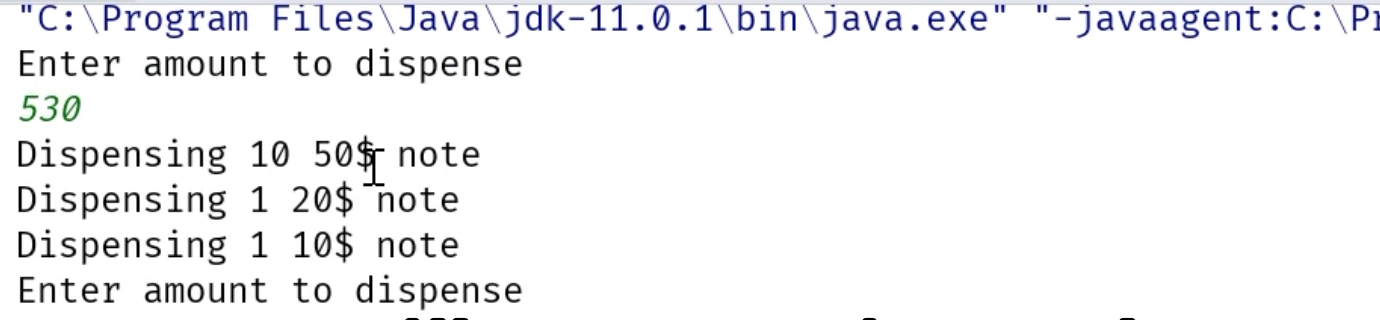 "C:\Program Files\Java\jdk-11.0.1\bin\java.exe" "-javaagent:C:\Pr
Enter amount to dispense
530
Dispensing 10 50$ note
Dispensing 1 20$ note
Dispensing 1 10$ note
Enter amount to dispense